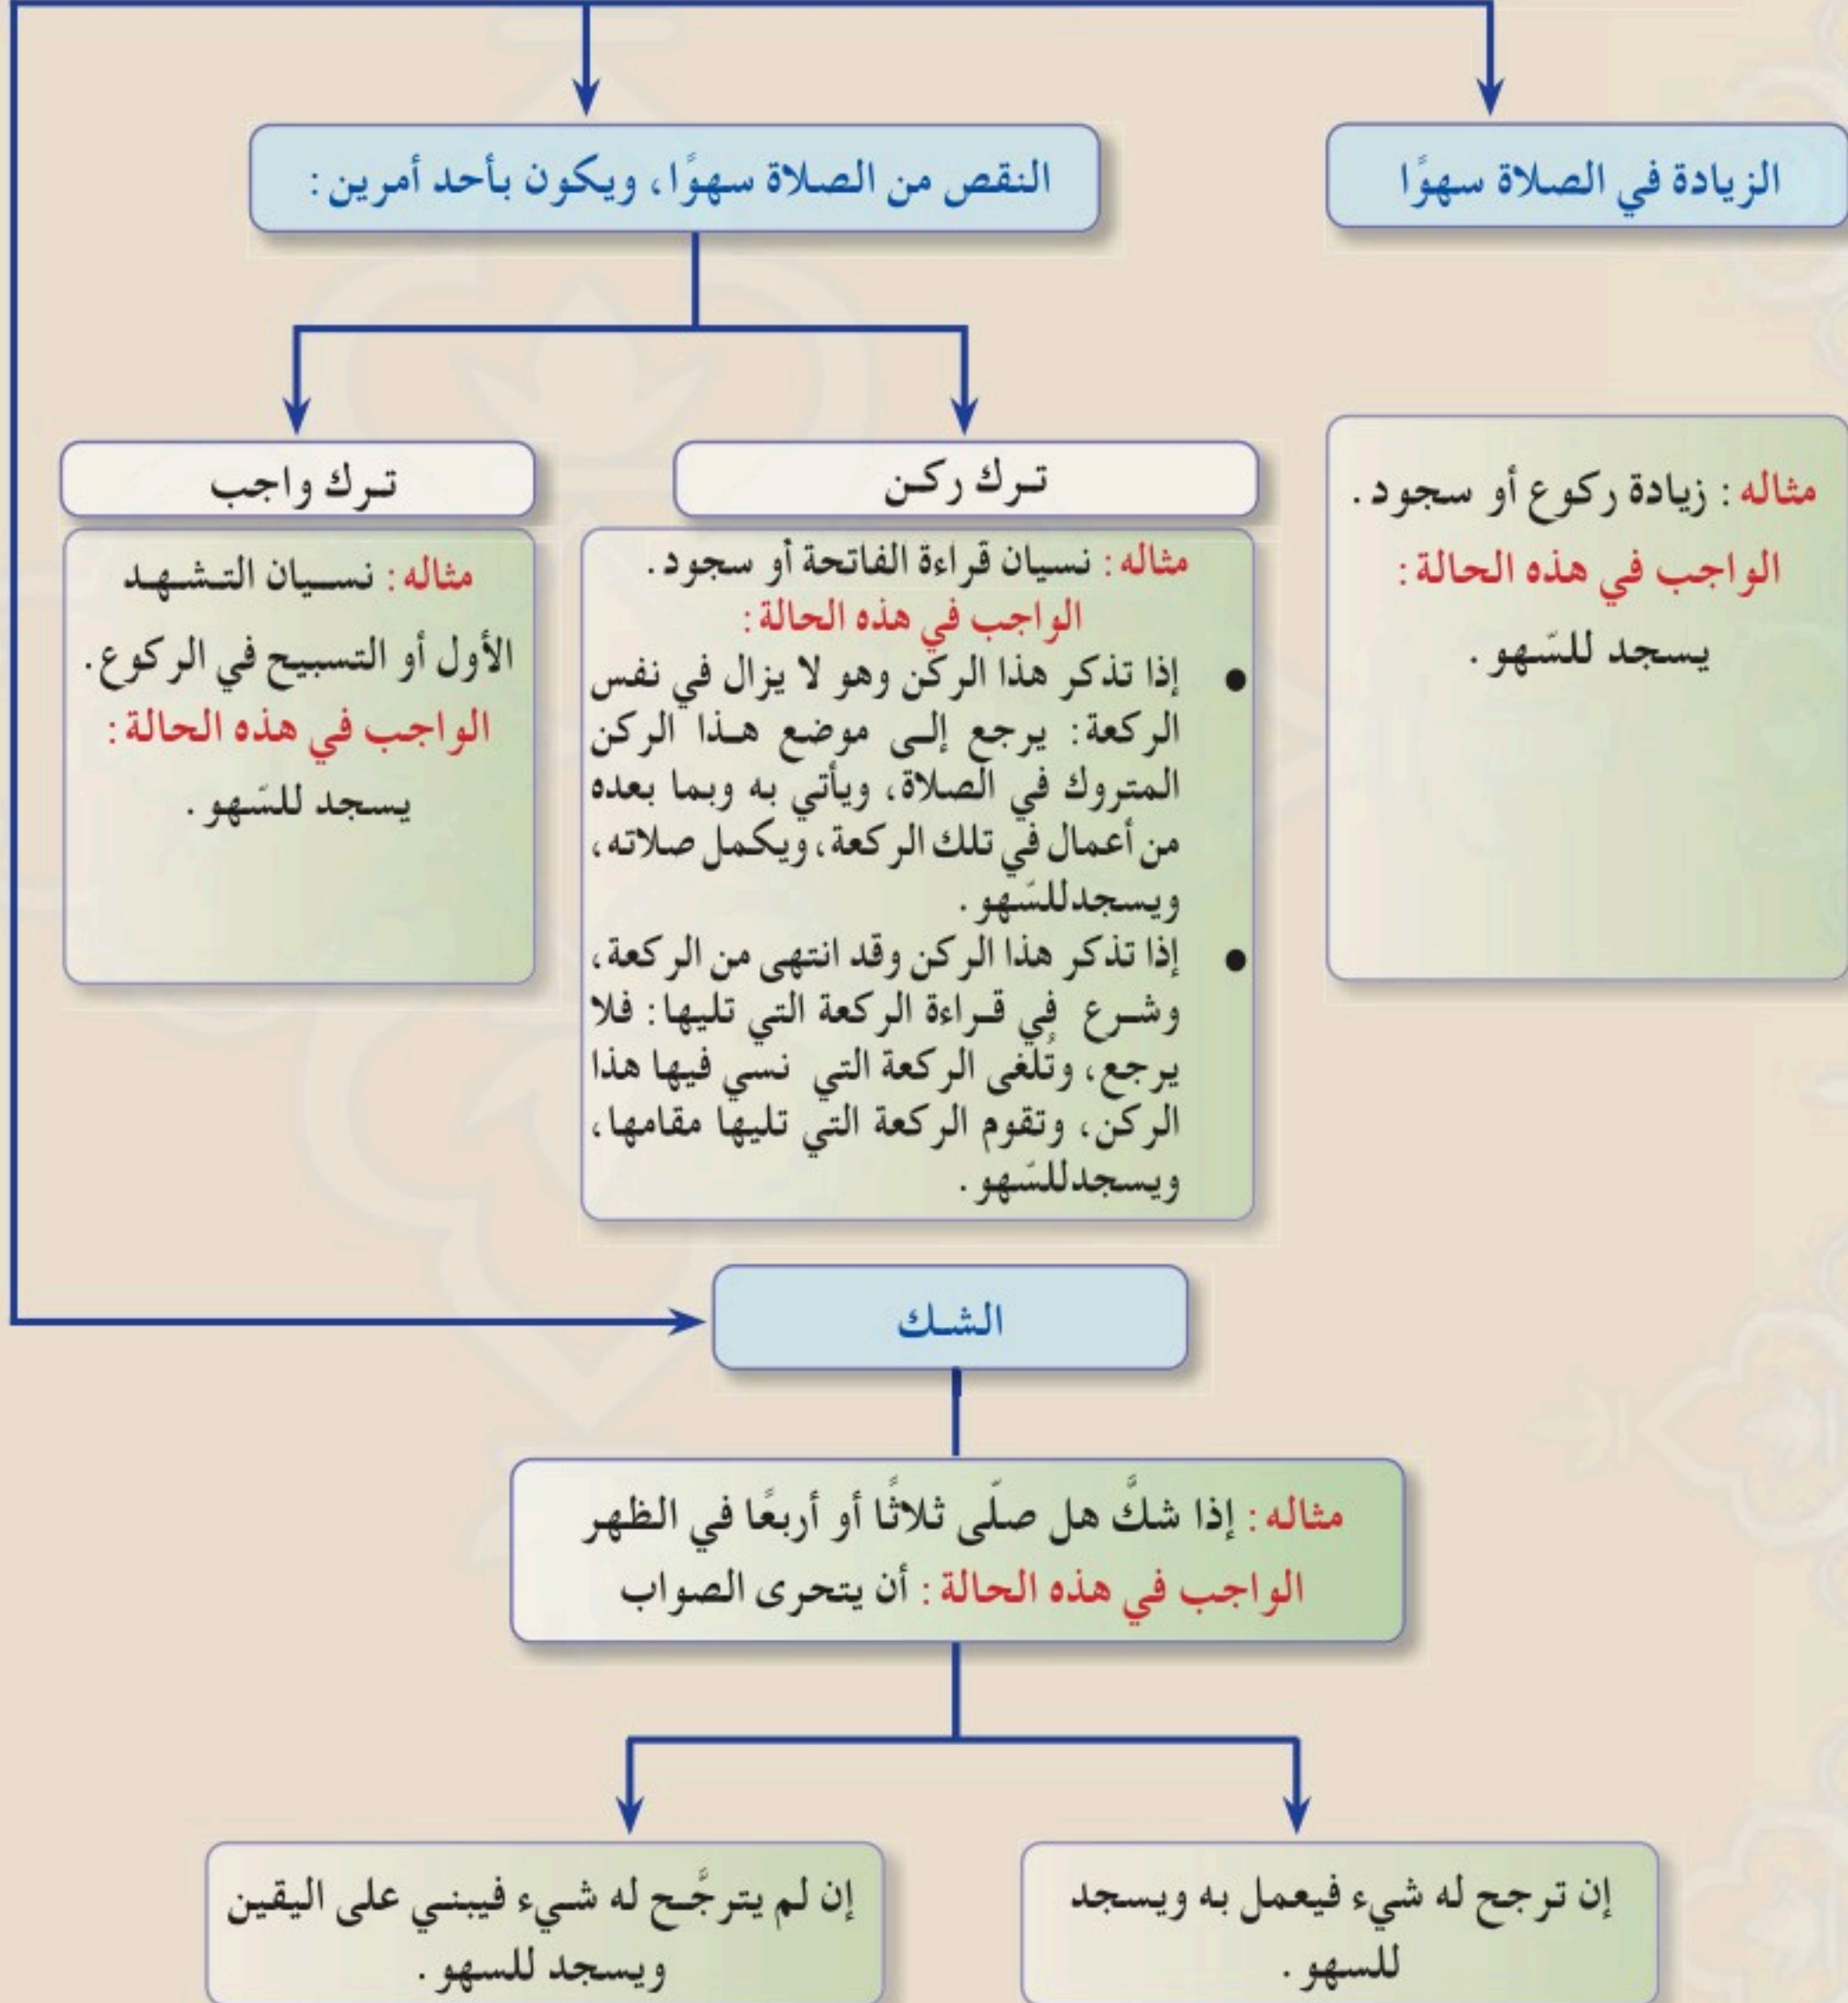 الزيادة في الصلاة سهوًا
مثاله: زيادة ركوع أو سجود.
الواجب في هذه الحالة:
يسجد للسّهو.
النقص من الصلاة سهوًا، ويكون بأحد أمرين:
ترك ركن
مثاله: نسيان قراءة الفاتحة أو سجود.
الواجب في هذه الحالة:
● إذا تذكر هذا الركن وهو لا يزال في نفس
الركعة: يرجع إلى موضع هذا الركن
المتروك في الصلاة، ويأتي به وبما بعده
من أعمال في تلك الركعة، ويكمل صلاته،
ويسجدللسّهو.
● إذا تذكر هذا الركن وقد انتهى من الركعة،
وشرع في قراءة الركعة التي تليها: فلا
يرجع، وتُلغى الركعة التي نسي فيها هذا
الركن، وتقوم الركعة التي تليها مقامها،
ويسجدللسّهو.
ترك واجب
مثاله: نسيان التشهد
الأول أو التسبيح في الركوع.
الواجب في هذه الحالة:
يسجد للسّهو.
الشك
مثاله: إذا شكَّ هل صلّى ثلاثًا أو أربعًا في الظهر
الواجب في هذه الحالة: أن يتحرى الصواب
إن ترجح له شيء فيعمل به ويسجد
للسهو.
إن لم يترجَّح له شيء فيبني على اليقين
ويسجد للسهو.